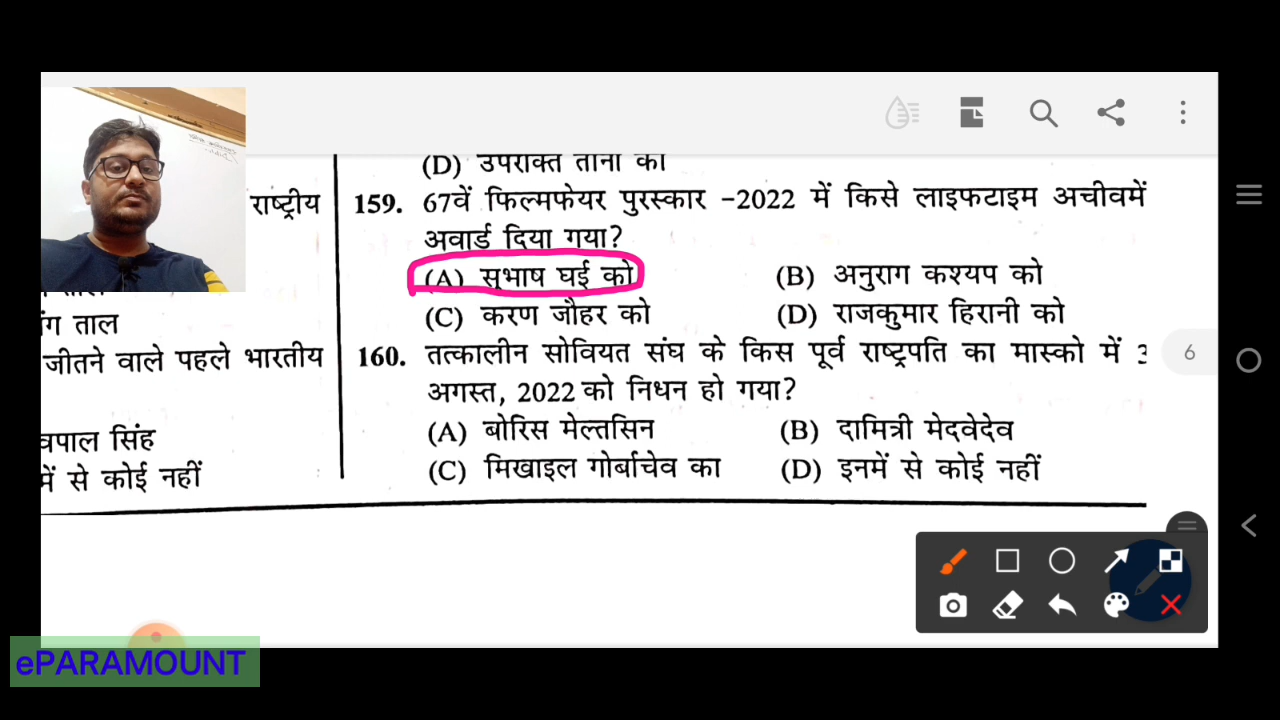 (D) उपरोक्त तीनों को
राष्ट्रीय
159. 67वें फिल्मफेयर पुरस्कार -2022 में किसे लाइफटाइम अचीवमें
अवार्ड दिया गया?
(A) सुभाष घई को (B) अनुराग कश्यप को
(C) करण जौहर को (D) राजकुमार हिरानी को
ंग ताल
जीतने वाले पहले भारतीय
वपाल सिंह
में से कोई नहीं
160. तत्कालीन सोवियत संघ के किस पूर्व राष्ट्रपति का मास्को में 3
अगस्त, 2022 को निधन हो गया?
(A) बोरिस मेल्तसिन (B) दामित्री मेदवेदेव
(C) मिखाइल गोर्बाचेव का (D) इनमें से कोई नहीं
6
ePARAMOUNT